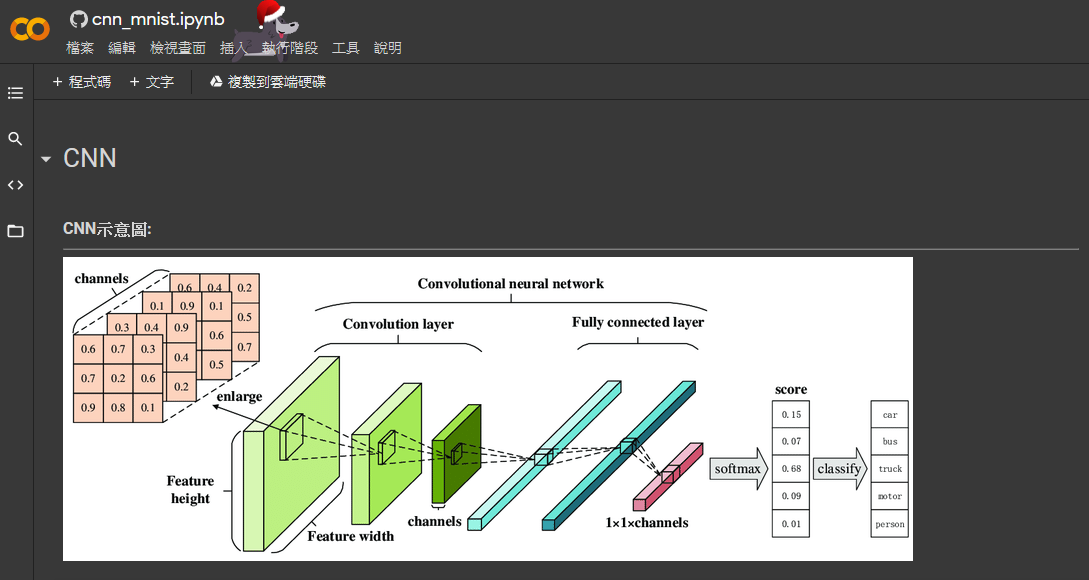 cnn_mnist.ipynb
檔案 編輯 檢視畫面 插入 執行階段 工具 說明
+ 程式碼 + 文字 複製到雲端硬碟
CNN
CNN示意圖:
channels
0.6 0.4 0.2
0.5
0.7
0.1 0.9 0.1
0.6
0.5
0.3 0.4 0.9
0.4
0.2
0.6 0.7 0.3
0.7 0.2 0.6
0.9 0.8 0.1
enlarge
Convolutional neural network
Convolution layer
Fully connected layer
Feature
height
Feature width
channels
1×1×channels
softmax
score
0.15
0.07
0.68
0.09
0.01
classify
car
bus
truck
motor
person